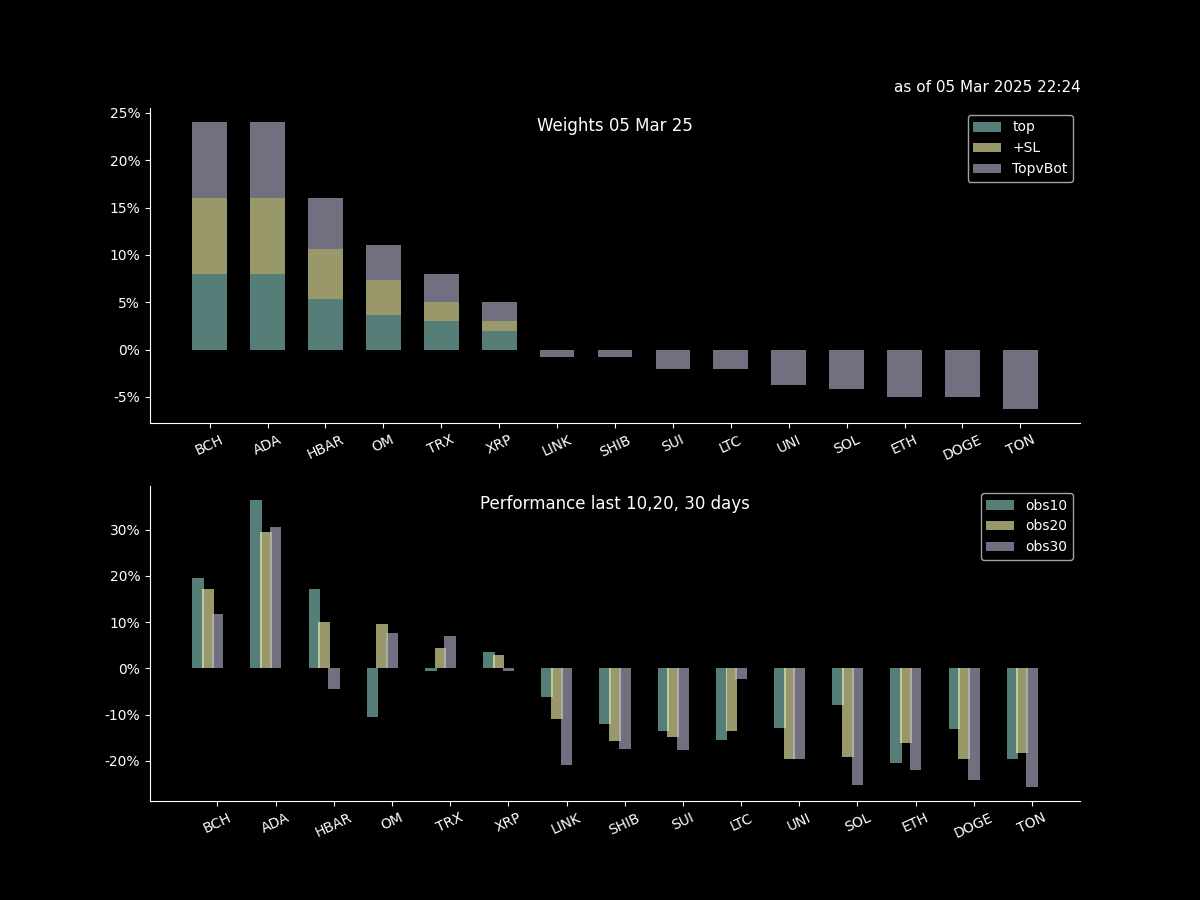 as of 05 Mar 2025 22:24
Weights 05 Mar 25
top
+SL
TopvBot
25%
20%
15%
10%
5%
0%
-5%
BCH ADA HBAR OM TRX XRP LINK SHIB SUI LTC UNI SOL ETH DOGE TON
Performance last 10,20, 30 days
obs10
obs20
obs30
30%
20%
10%
0%
-10%
-20%
BCH ADA HBAR OM TRX XRP LINK SHIB SUI LTC UNI SOL ETH DOGE TON